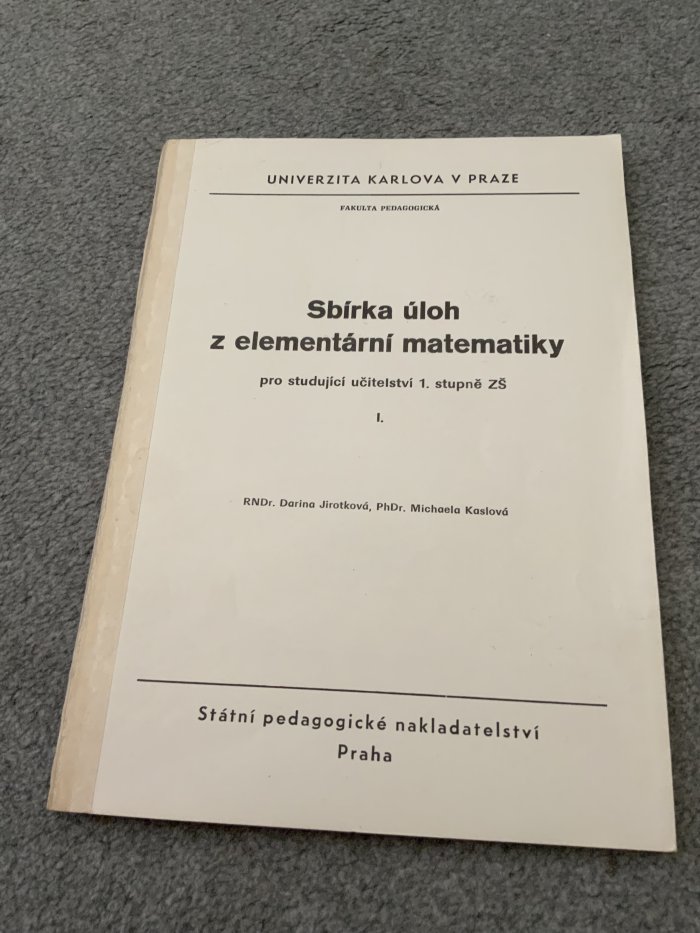 UNIVERZITA KARLOVA V PRAZE
FAKULTA PEDAGOGICKÁ
Sbírka úloh
z elementární matematiky
pro studující učitelství 1. stupně ZŠ
I.
RNDr. Darina Jirotková, PhDr. Michaela Kaslová
Státní pedagogické nakladatelství
Praha